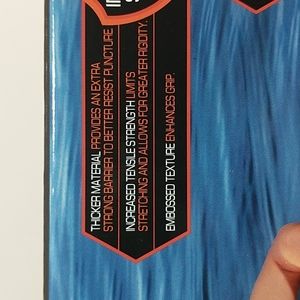 THICKER MATERIAL PROVIDES AN EXTRA
STRONG BARRIER TO BETTER RESIST PUNCTURE
INCREASED TENSILE STRENGTH LIMITS
STRETCHING AND ALLOWS FOR GREATER RIGIDITY.
EMBOSSED TEXTURE ENHANCES GRIP.